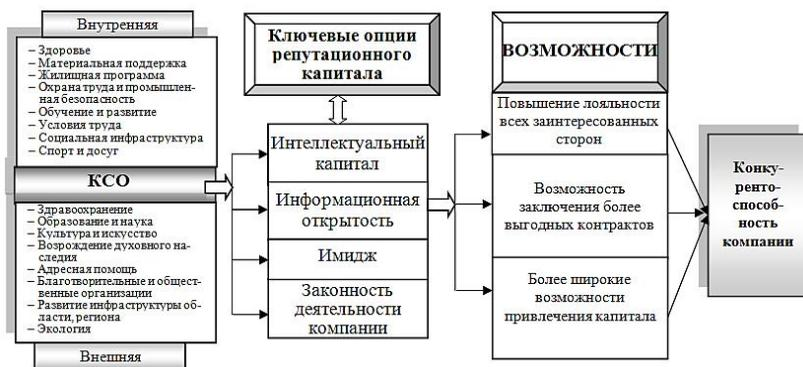 Внутренняя
– Здоровье
– Материальная поддержка
– Жилищная программа
– Охрана труда и промышлен-
ная безопасность
– Обучение и развитие
– Условия труда
– Социальная инфраструктура
– Спорт и досуг
КСО
– Здравоохранение
– Образование и наука
– Культура и искусство
– Возрождение духовного нас-
ледия
– Адресная помощь
– Благотворительные и общест-
венные организации
– Развитие инфраструктуры об-
ласти, региона
– Экология
Внешняя
Ключевые опции
репутационного
капитала
Интеллектуальный
капитал
Информационная
открытость
Имидж
Законность
деятельности
компании
ВОЗМОЖНОСТИ
Повышение лояльности
всех заинтересованных
сторон
Возможность
заключения более
выгодных контрактов
Более широкие
возможности
привлечения капитала
Конку-
ренто-
способ-
ность
компании